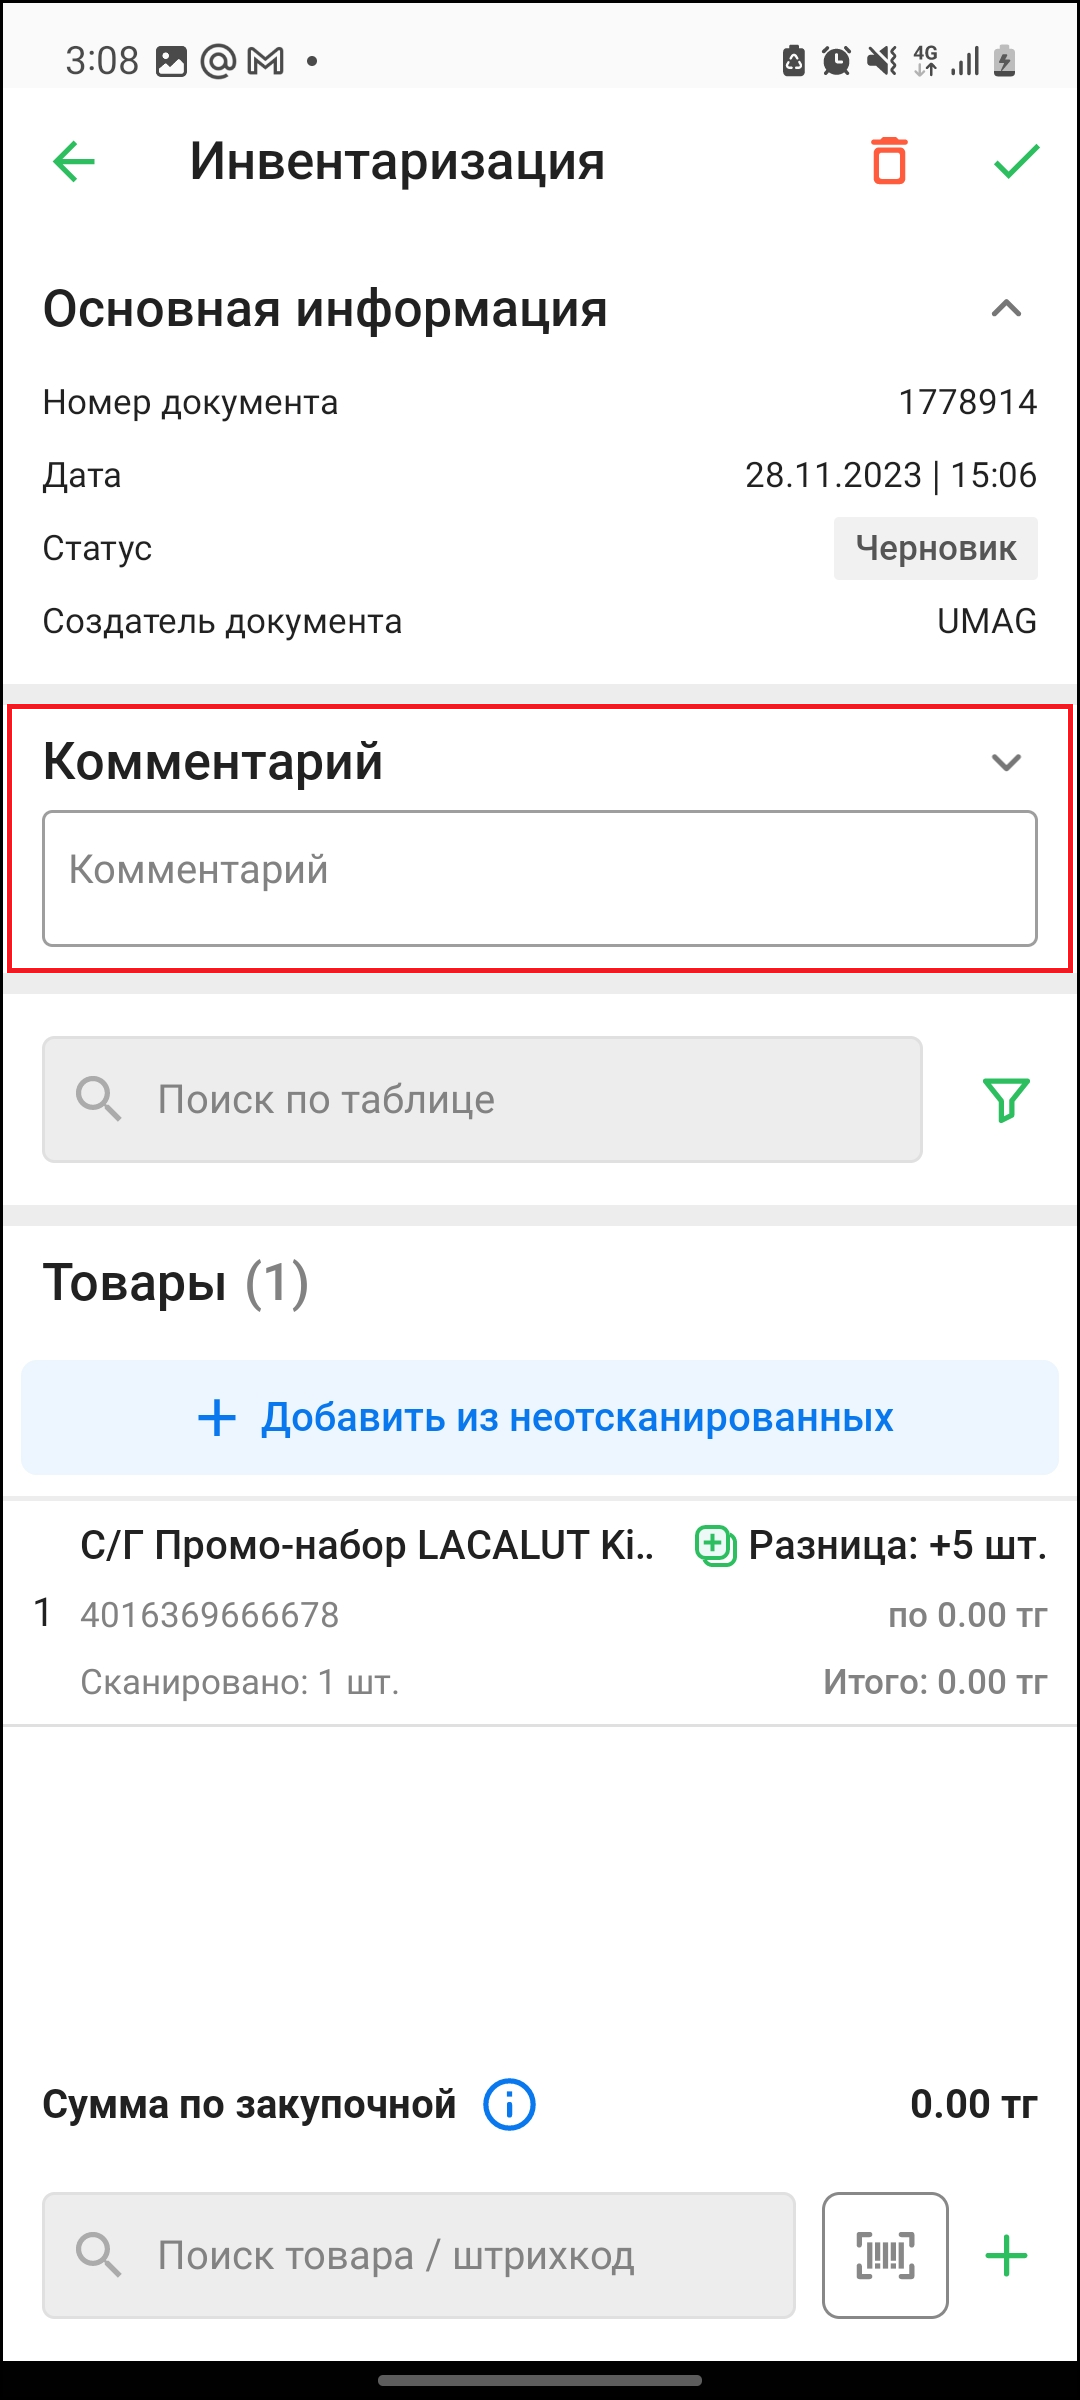 3:08
4G
Инвентаризация
Основная информация
Номер документа 1778914
Дата 28.11.2023 | 15:06
Статус Черновик
Создатель документа UMAG
Комментарий
Комментарий
Поиск по таблице
Товары (1)
+ Добавить из неотсканированных
С/Г Промо-набор LACALUT Ki.. Разница: +5 шт.
1 4016369666678 по 0.00 тг
Сканировано: 1 шт. Итого: 0.00 тг
Сумма по закупочной 0.00 тг
Поиск товара / штрихкод